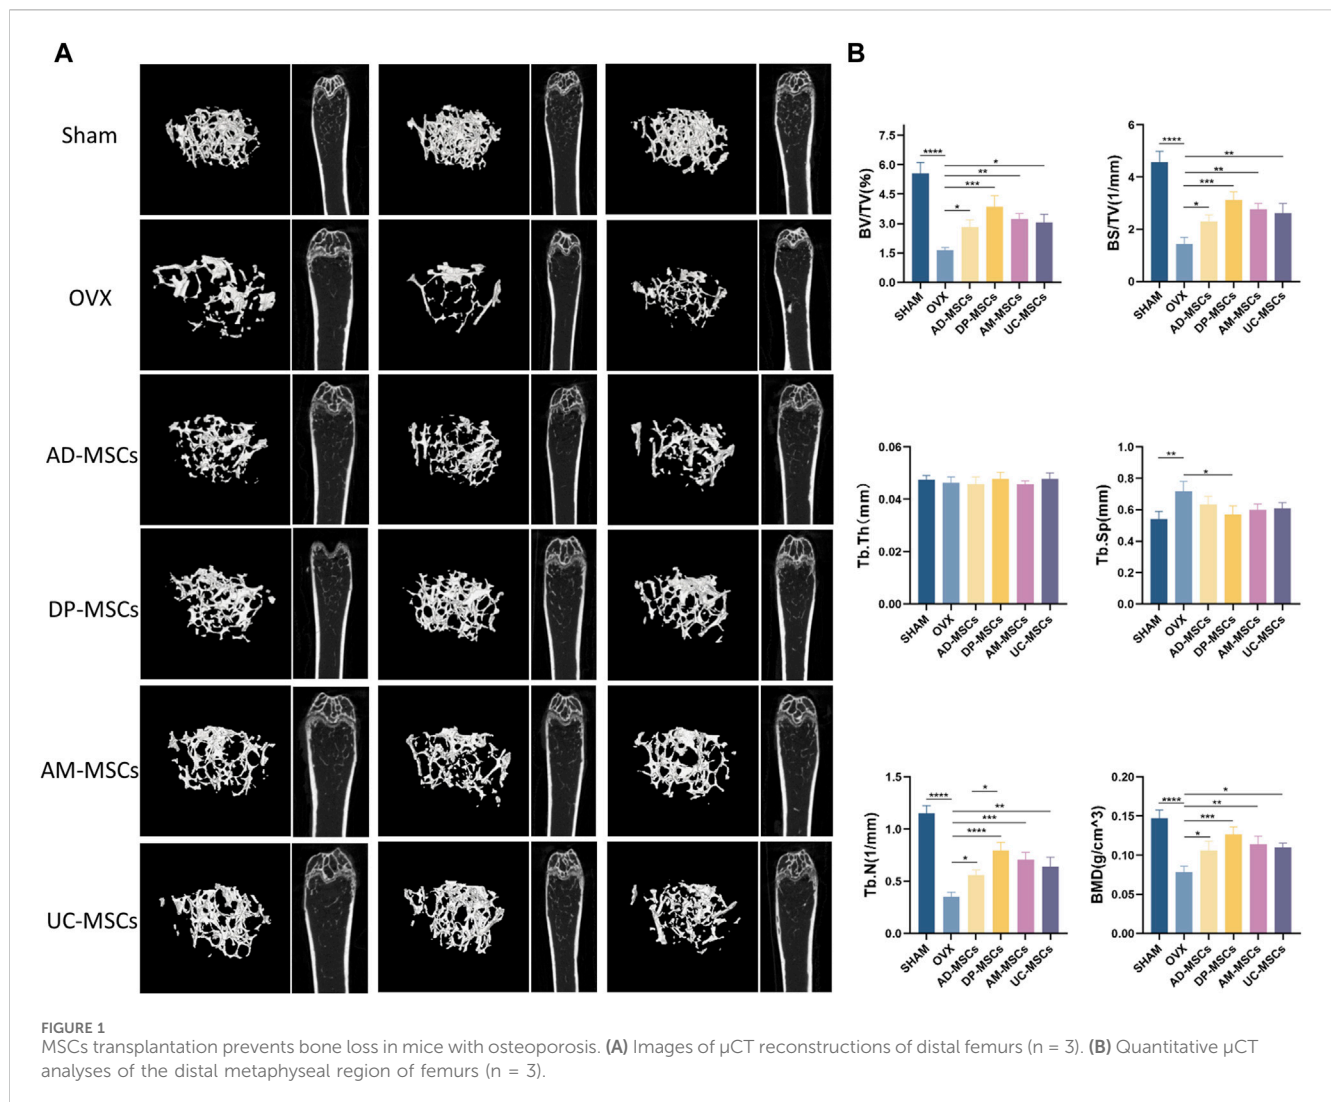 A
B
Sham
OVX
AD-MSCs
DP-MSCs
AM-MSCs
UC-MSCs
BV/TV(%)
7.5
6.0
4.5
3.0
1.5
0.0
****
*
***
**
*
SHAM
OVX
AD-MSCs
DP-MSCs
AM-MSCs
UC-MSCs
BS/TV(1/mm)
6
4
2
0
****
*
***
**
**
SHAM
OVX
AD-MSCs
DP-MSCs
AM-MSCs
UC-MSCs
Tb.Th(mm)
0.06
0.04
0.02
0.00
SHAM
OVX
AD-MSCs
DP-MSCs
AM-MSCs
UC-MSCs
Tb.Sp(mm)
1.0
0.8
0.6
0.4
0.2
0.0
**
*
SHAM
OVX
AD-MSCs
DP-MSCs
AM-MSCs
UC-MSCs
Tb.N(1/mm)
1.5
1.0
0.5
0.0
****
*
**
***
****
*
SHAM
OVX
AD-MSCs
DP-MSCs
AM-MSCs
UC-MSCs
BMD(g/cm^3)
0.20
0.15
0.10
0.05
0.00
****
*
**
***
*
SHAM
OVX
AD-MSCs
DP-MSCs
AM-MSCs
UC-MSCs
FIGURE 1
MSCs transplantation prevents bone loss in mice with osteoporosis. (A) Images of µCT reconstructions of distal femurs (n = 3). (B) Quantitative µCT
analyses of the distal metaphyseal region of femurs (n = 3).